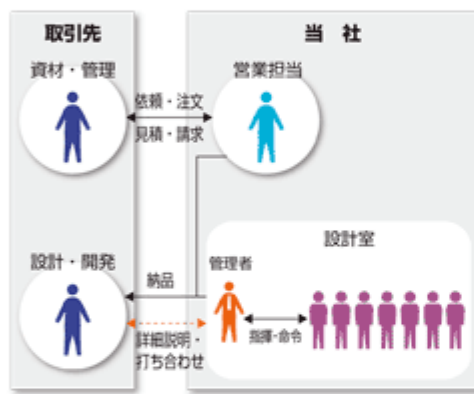 取引先
当 社
資材・管理
営業担当
依頼・注文
見積・請求
設計室
設計・開発
納品
管理者
詳細説明・
打ち合わせ
指揮・命令